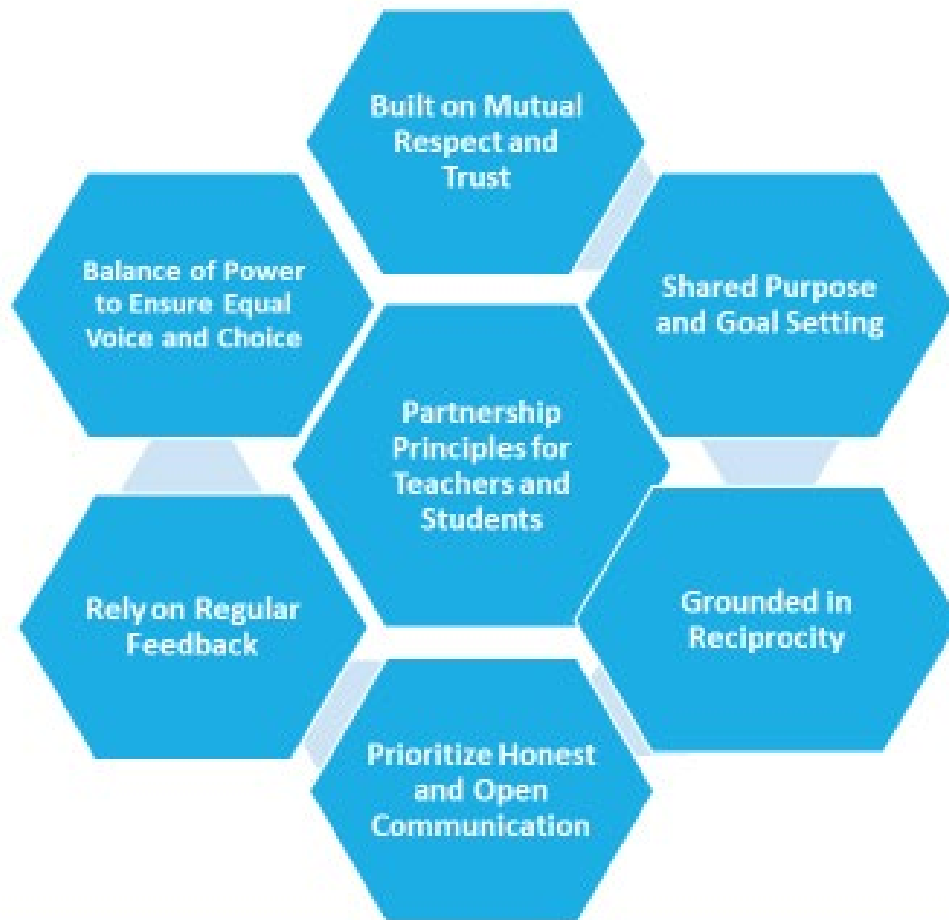 Built on Mutual
Respect and
Trust
Shared Purpose
and Goal Setting
Grounded in
Reciprocity
Prioritize Honest
and Open
Communication
Rely on Regular
Feedback
Balance of Power
to Ensure Equal
Voice and Choice
Partnership
Principles for
Teachers and
Students